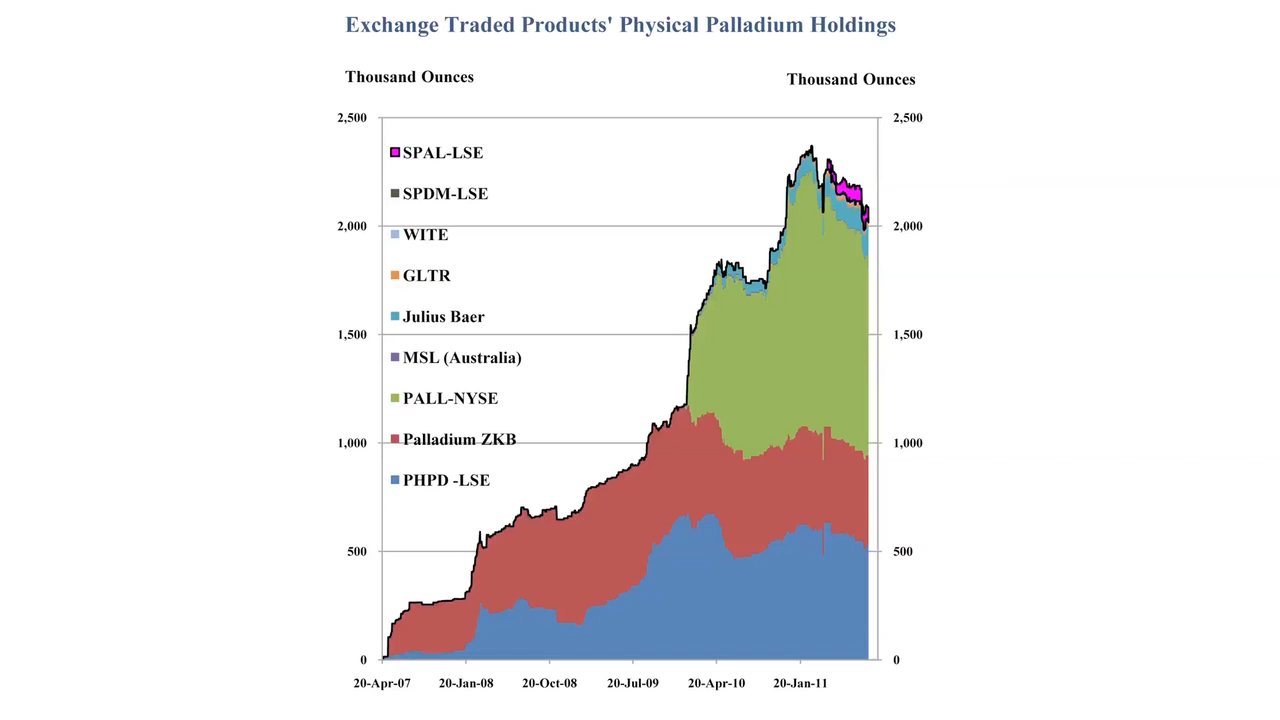 Exchange Traded Products' Physical Palladium Holdings
Thousand Ounces
Thousand Ounces
2,500
2,500
SPAL-LSE
SPDM-LSE
2,000
2,000
WITE
GLTR
Julius Baer
1,500
1,500
MSL (Australia)
PALL-NYSE
1,000
Palladium ZKB
1,000
PHPD -LSE
500
500
0
0
20-Apr-07
20-Jan-08
20-Oct-08
20-Jul-09
20-Apr-10
20-Jan-11